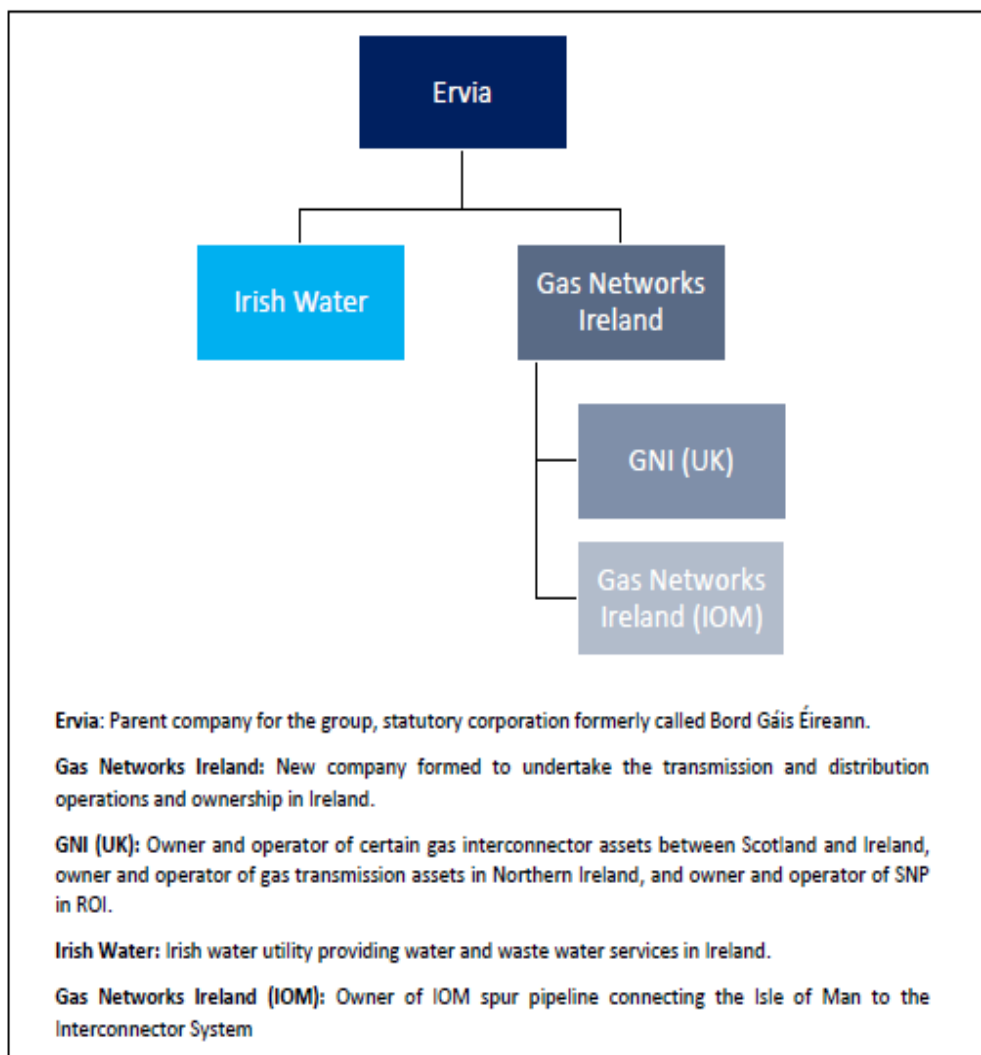 Ervia
Irish Water
Gas Networks
Ireland
GNI (UK)
Gas Networks
Ireland (IOM)
Ervia: Parent company for the group, statutory corporation formerly called Bord Gáis Éireann.
Gas Networks Ireland: New company formed to undertake the transmission and distribution
operations and ownership in Ireland.
GNI (UK): Owner and operator of certain gas interconnector assets between Scotland and Ireland,
owner and operator of gas transmission assets in Northern Ireland, and owner and operator of SNP
in ROI.
Irish Water: Irish water utility providing water and waste water services in Ireland.
Gas Networks Ireland (IOM): Owner of IOM spur pipeline connecting the Isle of Man to the
Interconnector System